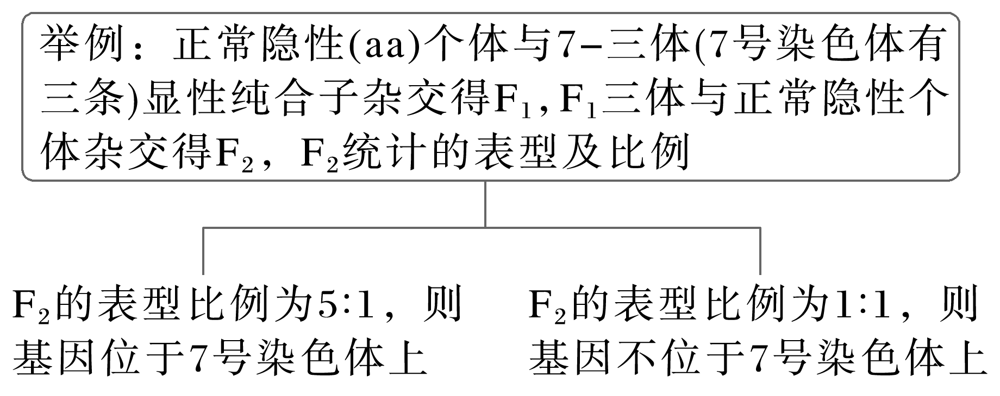 举例：正常隐性(aa)个体与7-三体(7号染色体有
三条)显性纯合子杂交得F₁,F₁三体与正常隐性个
体杂交得F₂，F₂统计的表型及比例
F₂的表型比例为5∶1，则
基因位于7号染色体上
F₂的表型比例为1∶1，则
基因不位于7号染色体上